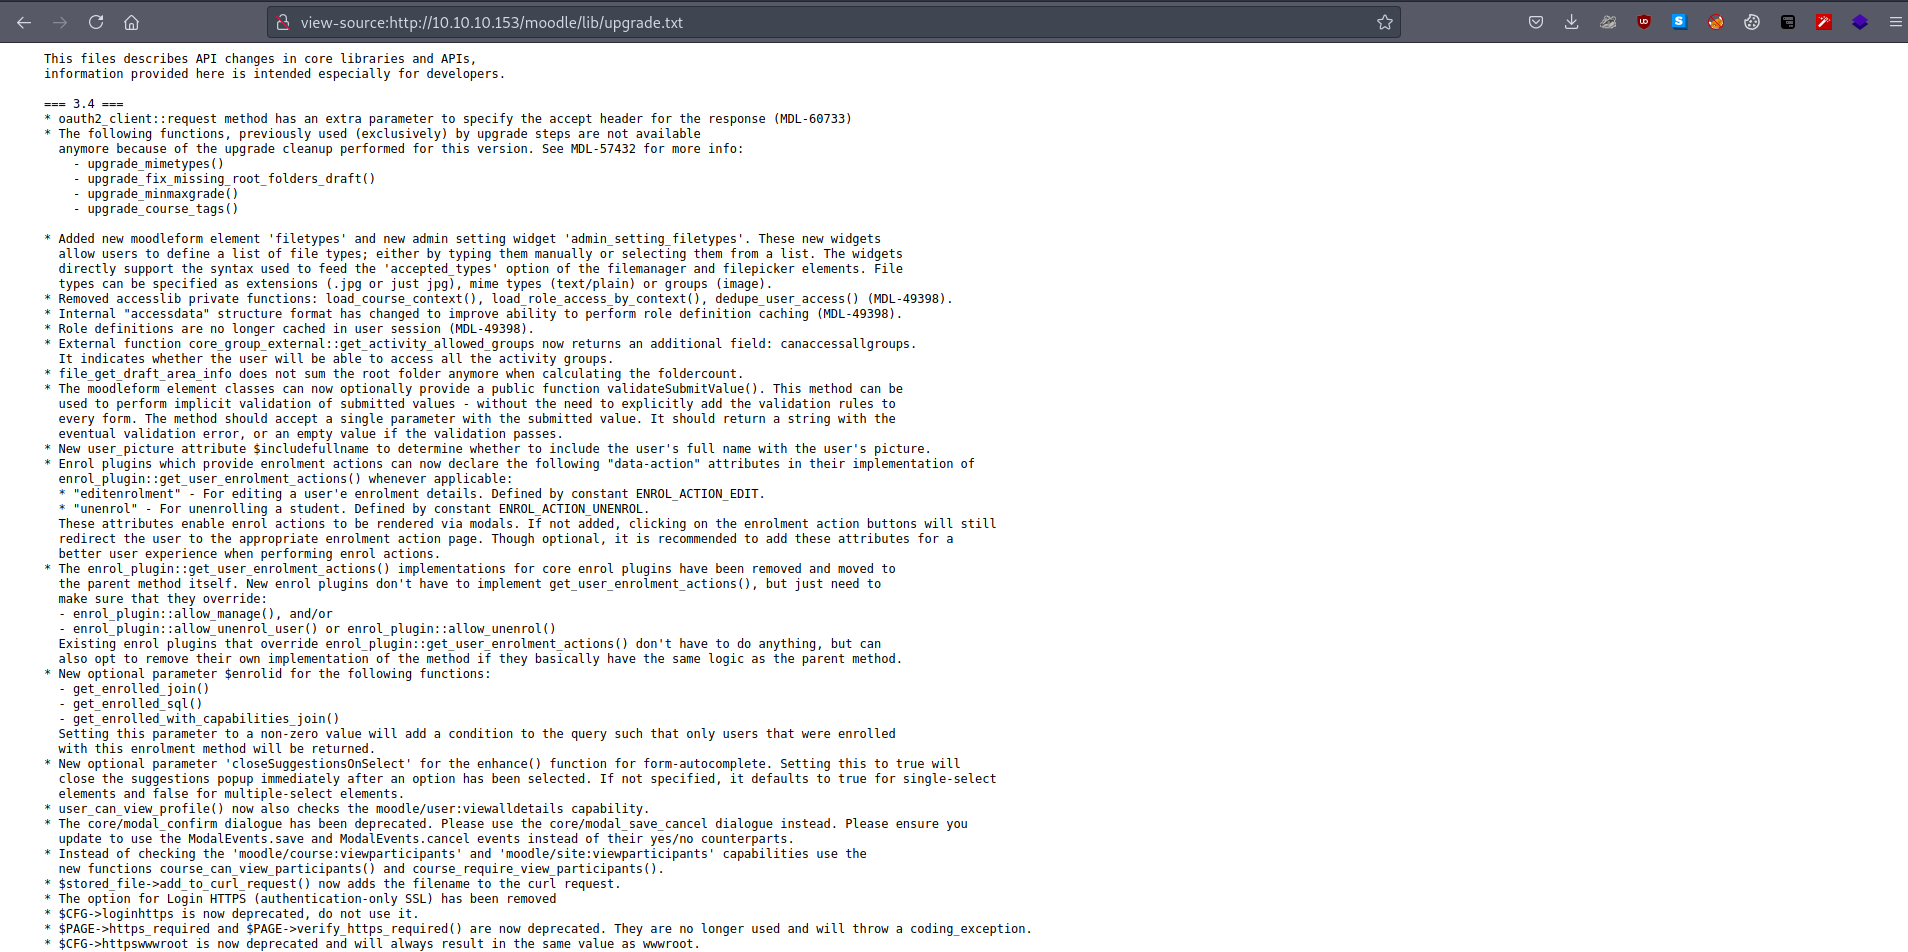 view-source:http://10.10.10.153/moodle/lib/upgrade.txt
This files describes API changes in core libraries and APIs,
information provided here is intended especially for developers.

=== 3.4 ===
* oauth2_client::request method has an extra parameter to specify the accept header for the response (MDL-60733)
* The following functions, previously used (exclusively) by upgrade steps are not available
  anymore because of the upgrade cleanup performed for this version. See MDL-57432 for more info:
    - upgrade_mimetypes()
    - upgrade_fix_missing_root_folders_draft()
    - upgrade_minmaxgrade()
    - upgrade_course_tags()

* Added new moodleform element 'filetypes' and new admin setting widget 'admin_setting_filetypes'. These new widgets
  allow users to define a list of file types; either by typing them manually or selecting them from a list. The widgets
  directly support the syntax used to feed the 'accepted_types' option of the filemanager and filepicker elements. File
  types can be specified as extensions (.jpg or just jpg), mime types (text/plain) or groups (image).
* Removed accesslib private functions: load_course_context(), load_role_access_by_context(), dedupe_user_access() (MDL-49398).
* Internal "accessdata" structure format has changed to improve ability to perform role definition caching (MDL-49398).
* Role definitions are no longer cached in user session (MDL-49398).
* External function core_group_external::get_activity_allowed_groups now returns an additional field: canaccessallgroups.
  It indicates whether the user will be able to access all the activity groups.
* file_get_draft_area_info does not sum the root folder anymore when calculating the foldercount.
* The moodleform element classes can now optionally provide a public function validateSubmitValue(). This method can be
  used to perform implicit validation of submitted values - without the need to explicitly add the validation rules to
  every form. The method should accept a single parameter with the submitted value. It should return a string with the
  eventual validation error, or an empty value if the validation passes.
* New user_picture attribute $includefullname to determine whether to include the user's full name with the user's picture.
* Enrol plugins which provide enrolment actions can now declare the following "data-action" attributes in their implementation of
  enrol_plugin::get_user_enrolment_actions() whenever applicable:
  * "editenrolment" - For editing a user'e enrolment details. Defined by constant ENROL_ACTION_EDIT.
  * "unenrol" - For unenrolling a student. Defined by constant ENROL_ACTION_UNENROL.
  These attributes enable enrol actions to be rendered via modals. If not added, clicking on the enrolment action buttons will still
  redirect the user to the appropriate enrolment action page. Though optional, it is recommended to add these attributes for a
  better user experience when performing enrol actions.
* The enrol_plugin::get_user_enrolment_actions() implementations for core enrol plugins have been removed and moved to
  the parent method itself. New enrol plugins don't have to implement get_user_enrolment_actions(), but just need to
  make sure that they override:
  - enrol_plugin::allow_manage(), and/or
  - enrol_plugin::allow_unenrol_user() or enrol_plugin::allow_unenrol()
  Existing enrol plugins that override enrol_plugin::get_user_enrolment_actions() don't have to do anything, but can
  also opt to remove their own implementation of the method if they basically have the same logic as the parent method.
* New optional parameter $enrolid for the following functions:
  - get_enrolled_join()
  - get_enrolled_sql()
  - get_enrolled_with_capabilities_join()
  Setting this parameter to a non-zero value will add a condition to the query such that only users that were enrolled
  with this enrolment method will be returned.
* New optional parameter 'closeSuggestionsOnSelect' for the enhance() function for form-autocomplete. Setting this to true will
  close the suggestions popup immediately after an option has been selected. If not specified, it defaults to true for single-select
  elements and false for multiple-select elements.
* user_can_view_profile() now also checks the moodle/user:viewalldetails capability.
* The core/modal_confirm dialogue has been deprecated. Please use the core/modal_save_cancel dialogue instead. Please ensure you
  update to use the ModalEvents.save and ModalEvents.cancel events instead of their yes/no counterparts.
* Instead of checking the 'moodle/course:viewparticipants' and 'moodle/site:viewparticipants' capabilities use the
  new functions course_can_view_participants() and course_require_view_participants().
* $stored_file->add_to_curl_request() now adds the filename to the curl request.
* The option for Login HTTPS (authentication-only SSL) has been removed
* $CFG->loginhttps is now deprecated, do not use it.
* $PAGE->https_required and $PAGE->verify_https_required() are now deprecated. They are no longer used and will throw a coding_exception.
* $CFG->httpswwwroot is now deprecated and will always result in the same value as wwwroot.